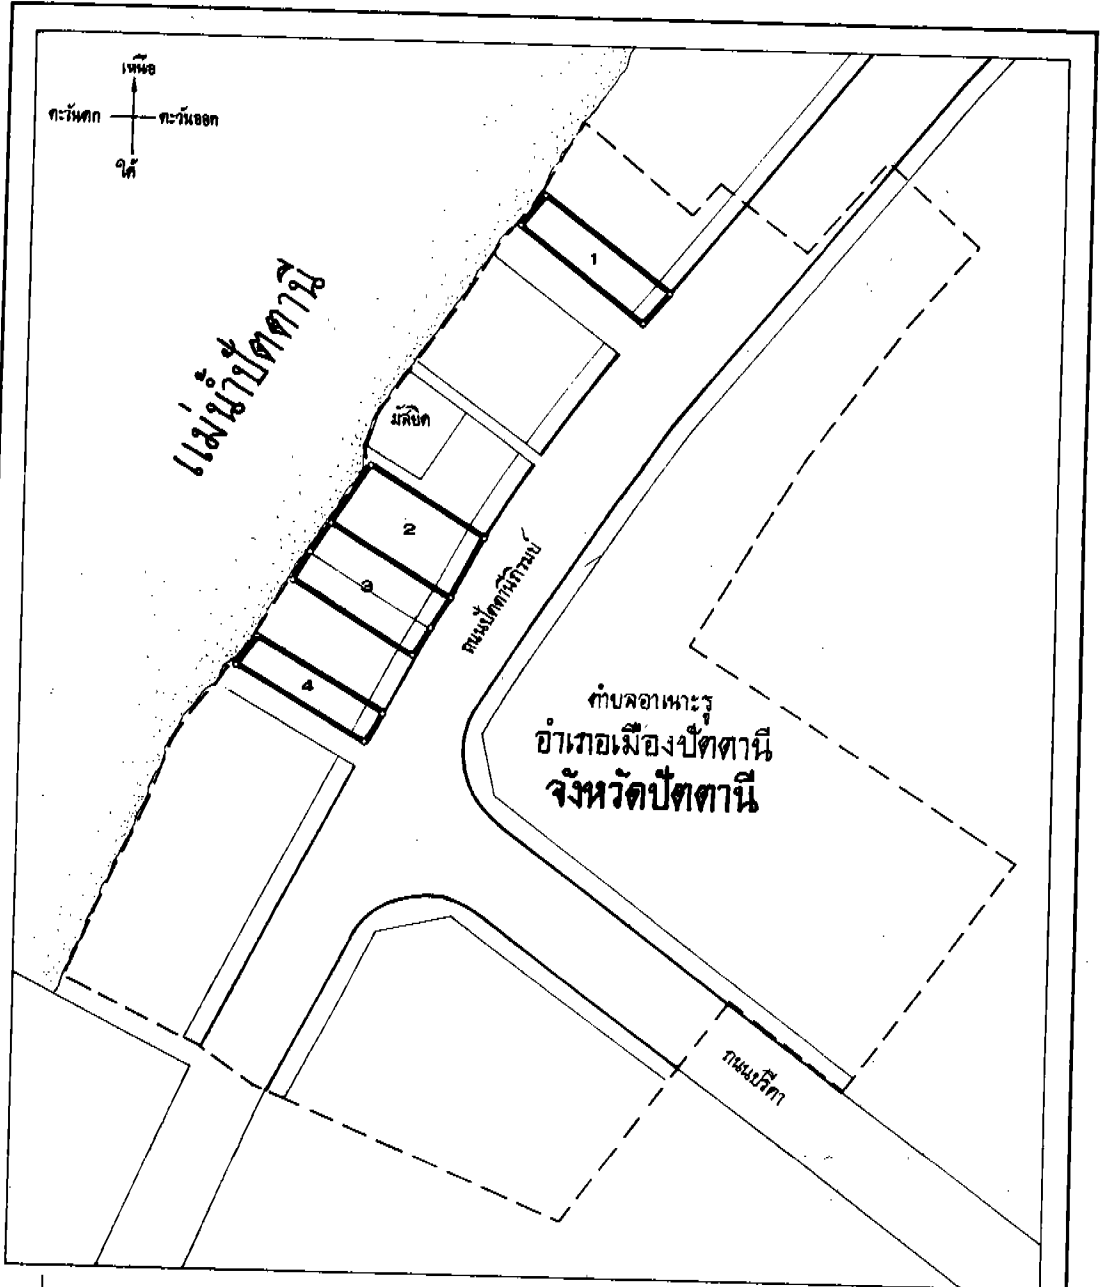 เหนือ
ตะวันตก
ตะวันออก
ใต้
แม่น้ำปัตตานี
1
มัสยิด
2
3
4
ถนนปัตตานีภิรมย์
ตำบลอาเนาะรู
อำเภอเมืองปัตตานี
จังหวัดปัตตานี
ถนนปรีดา